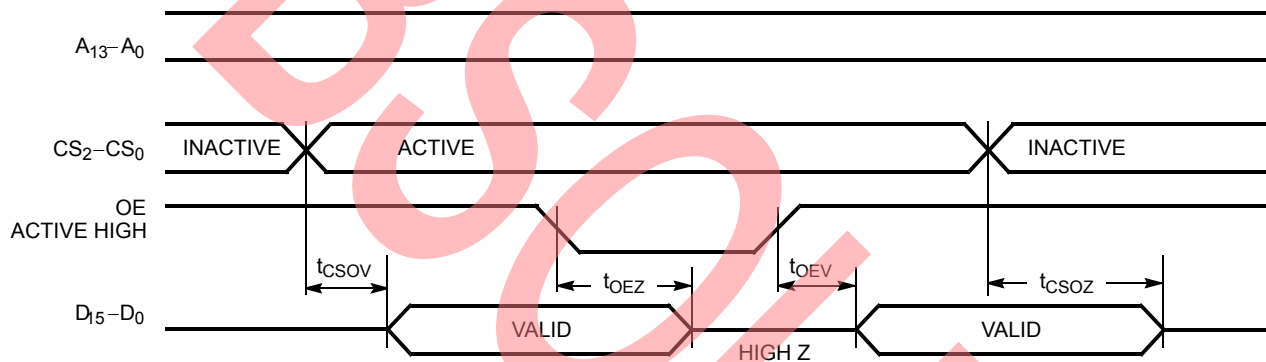 A13–A0
CS2–CS0 INACTIVE ACTIVE INACTIVE
OE
ACTIVE HIGH
tCSOV tOEZ tOEV tCSOZ
D15–D0 VALID VALID
HIGH Z